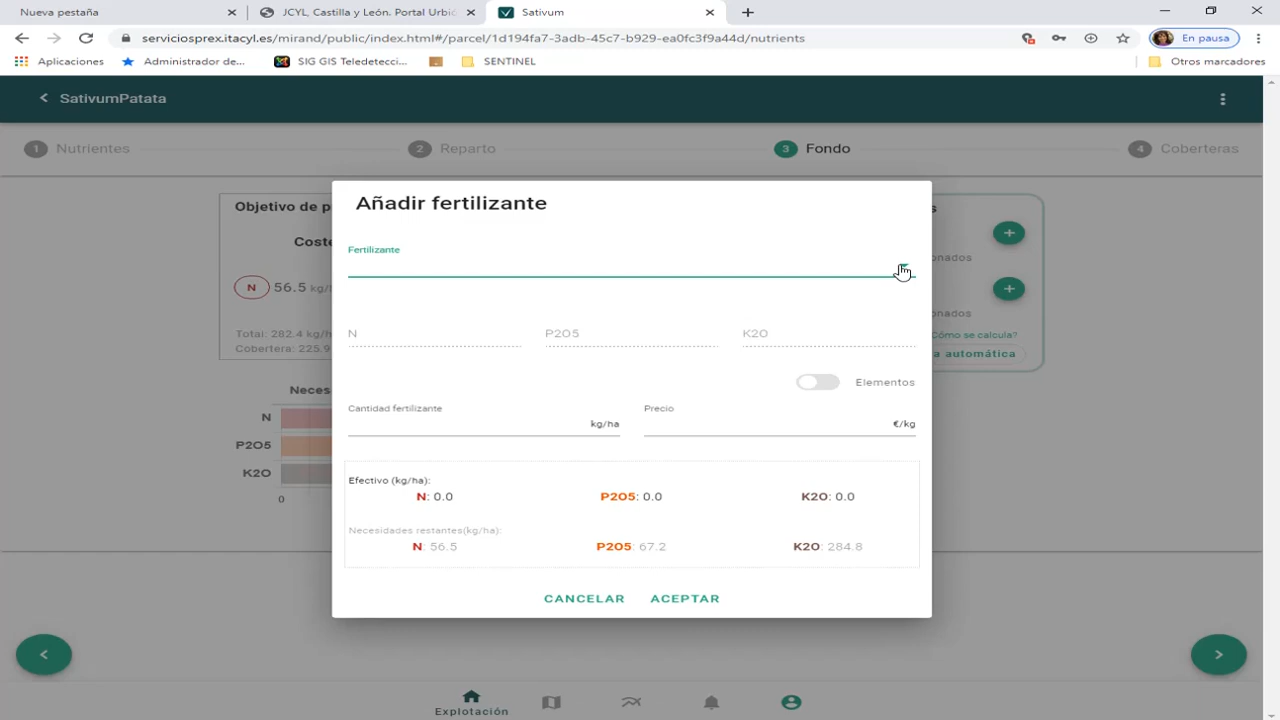 Nueva pestaña
JCYL, Castilla y León. Portal Urbi
Sativum
serviciosprex.itacyl.es/mirand/public/index.html#/parcel/1d194fa7-3adb-45c7-b929-ea0fc3f9a44d/nutrients
En pausa
Aplicaciones
Administrador de...
SIG GIS Teledetecci...
SENTINEL
Otros marcadores
SativumPatata
1 Nutrientes
2 Reparto
3 Fondo
4 Coberteras
Objetivo de p
s
Coste
N 56.5 kg/h
Total: 282.4 kg/h
Cobertera: 225.9
onados
onados
Cómo se calcula?
a automática
Neces
N
P2O5
K2O
0
Añadir fertilizante
Fertilizante
N
P2O5
K2O
Elementos
Cantidad fertilizante
kg/ha
Precio
€/kg
Efectivo (kg/ha):
N: 0.0
P2O5: 0.0
K2O: 0.0
Necesidades restantes(kg/ha):
N: 56.5
P2O5: 67.2
K2O: 284.8
CANCELAR
ACEPTAR
Explotación